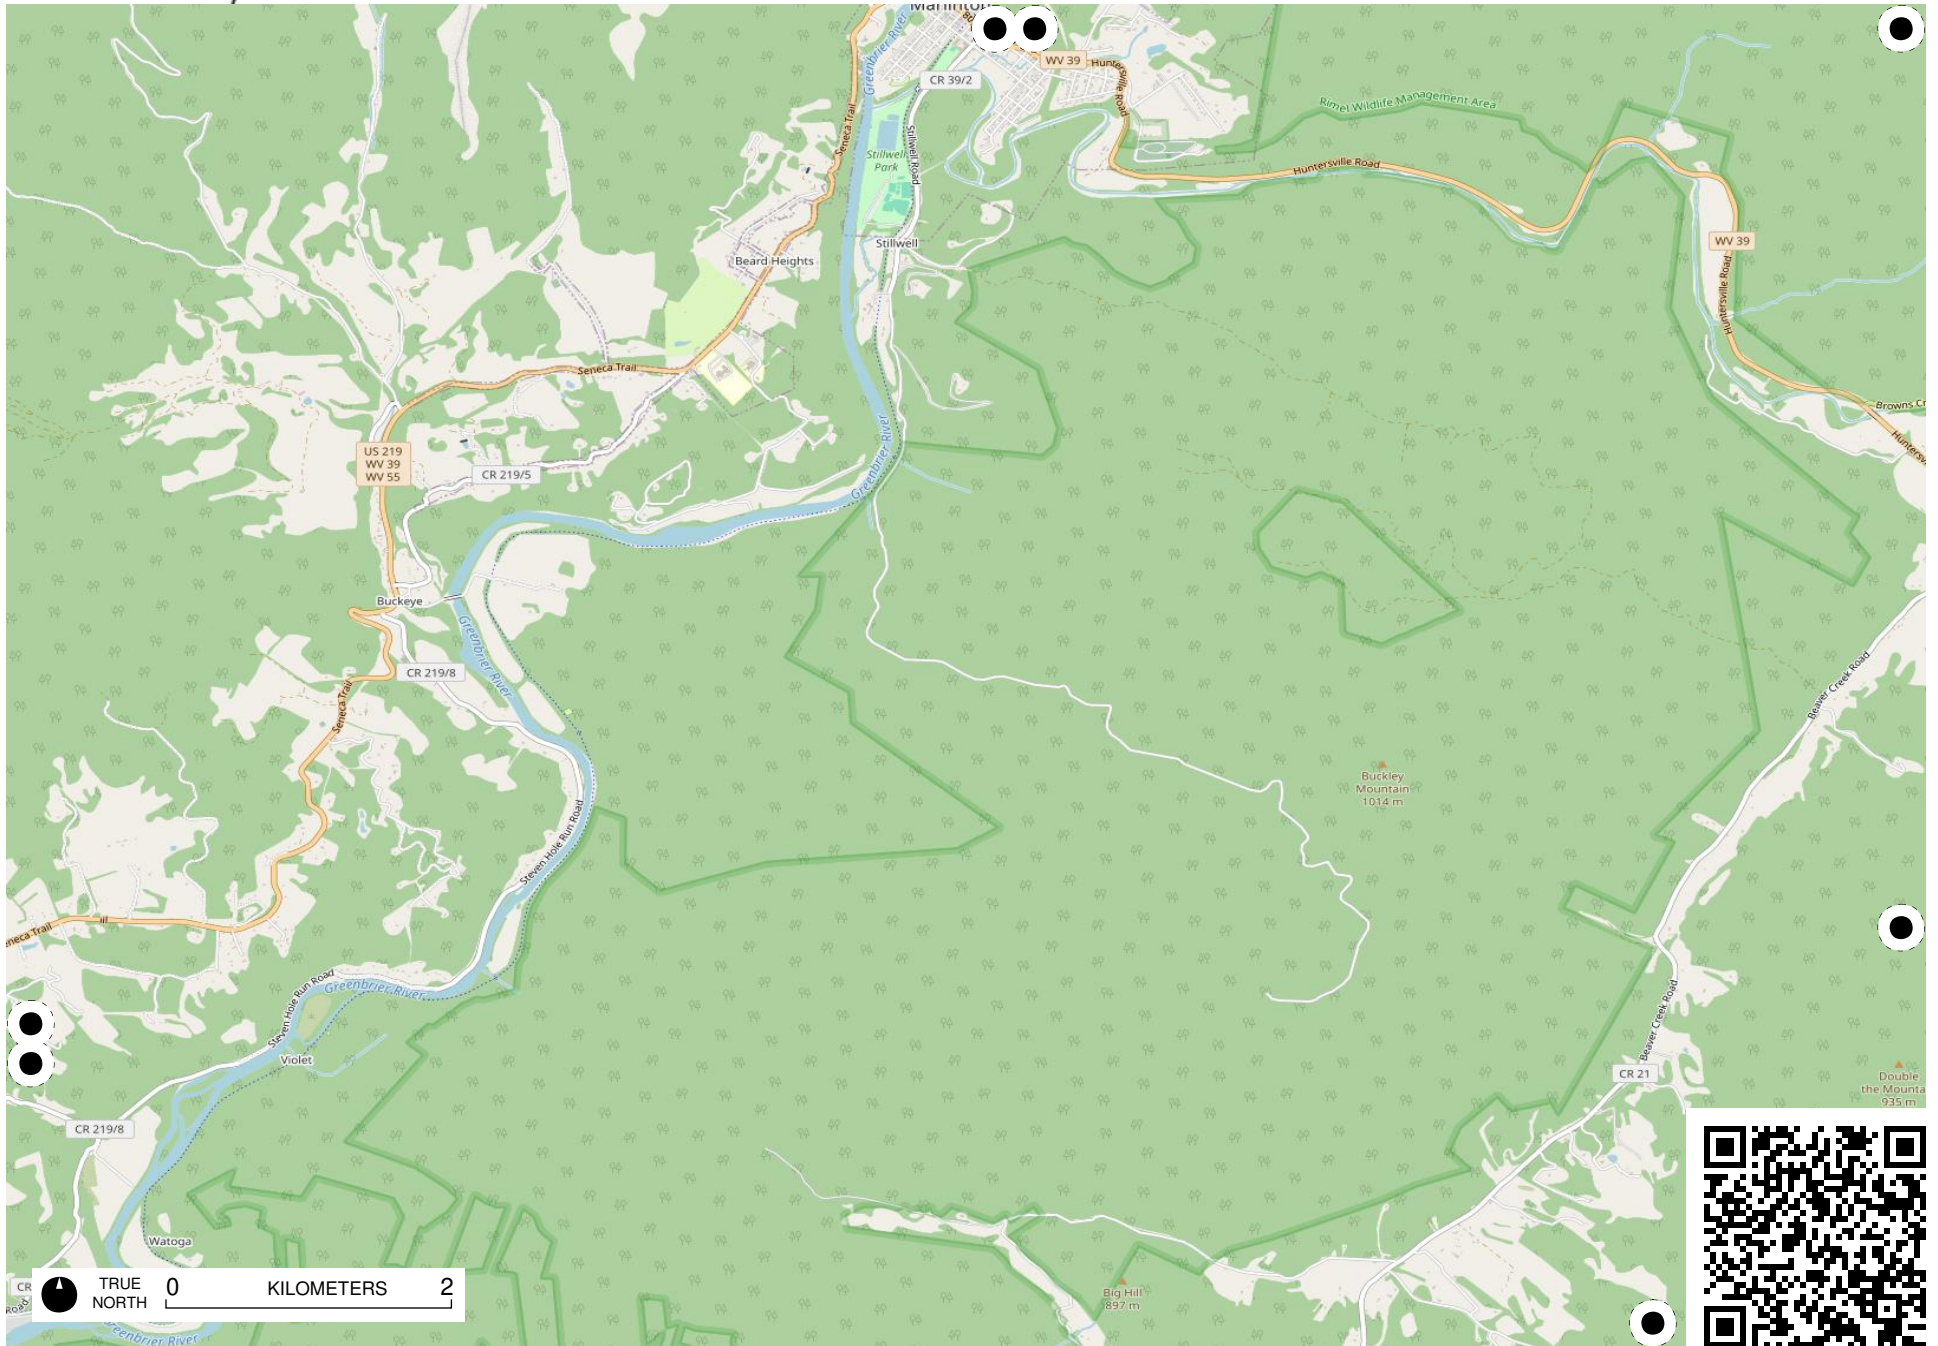 Greenbrier River
WV 39
Huntersville Road
CR 39/2
Rimel Wildlife Management Area
Seneca Trail
Stillwell Road
Stillwell
Park
Huntersville Road
Stillwell
WV 39
Beard Heights
Huntersville Road
Seneca Trail
Browns
Greenbrier River
US 219
WV 39
WV 55
CR 219/5
Buckeye
Greenbrier River
CR 219/8
Seneca Trail
Beaver Creek Road
Buckley
Mountain
1014 m
Steven Hole Run Road
Trail
Steven Hole Run Road
Greenbrier River
Beaver Creek Road
Violet
CR 21
Double
935 m
CR 219/8
Watoga
TRUE
NORTH
0 KILOMETERS 2
CR
Road
Big Hill
897 m
Greenbrier River